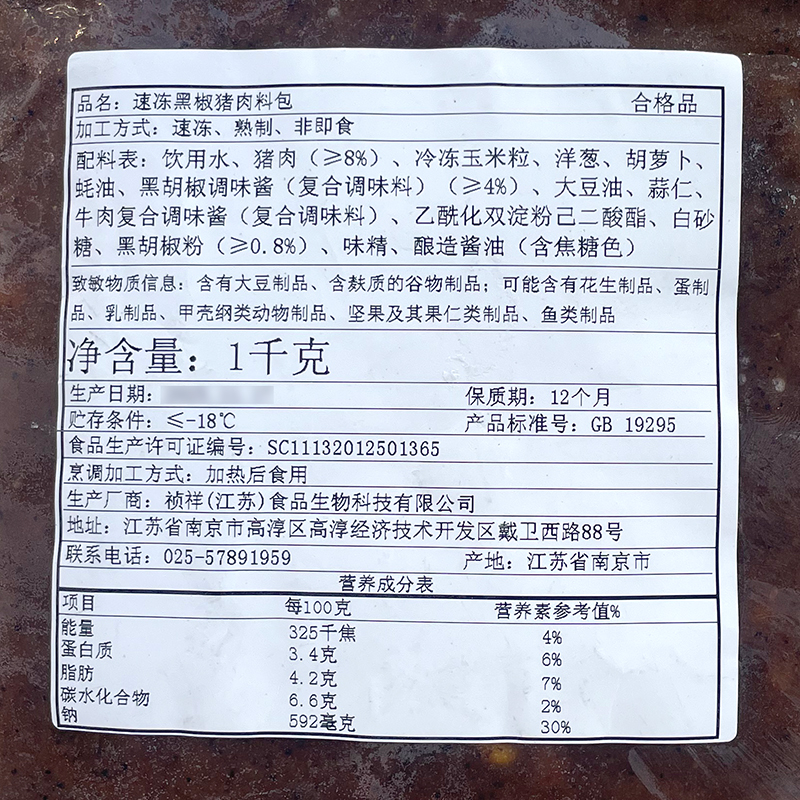 品名：速冻黑椒猪肉料包 合格品
加工方式：速冻、熟制、非即食
配料表：饮用水、猪肉（≥8%）、冷冻玉米粒、洋葱、胡萝卜、
蚝油、黑胡椒调味酱（复合调味料）（≥4%）、大豆油、蒜仁、
牛肉复合调味酱（复合调味料）、乙酰化双淀粉己二酸酯、白砂
糖、黑胡椒粉（≥0.8%）、味精、酿造酱油（含焦糖色）
致敏物质信息：含有大豆制品、含麸质的谷物制品；可能含有花生制品、蛋制
品、乳制品、甲壳纲类动物制品、坚果及其果仁类制品、鱼类制品
净含量：1千克
生产日期： 保质期：12个月
贮存条件：≤-18℃ 产品标准号：GB 19295
食品生产许可证编号：SC11132012501365
烹调加工方式：加热后食用
生产厂商：祯祥(江苏)食品生物科技有限公司
地址：江苏省南京市高淳区高淳经济技术开发区戴卫西路88号
联系电话：025-57891959 产地：江苏省南京市
营养成分表
项目 每100克 营养素参考值%
能量 325千焦 4%
蛋白质 3.4克 6%
脂肪 4.2克 7%
碳水化合物 6.6克 2%
钠 592毫克 30%